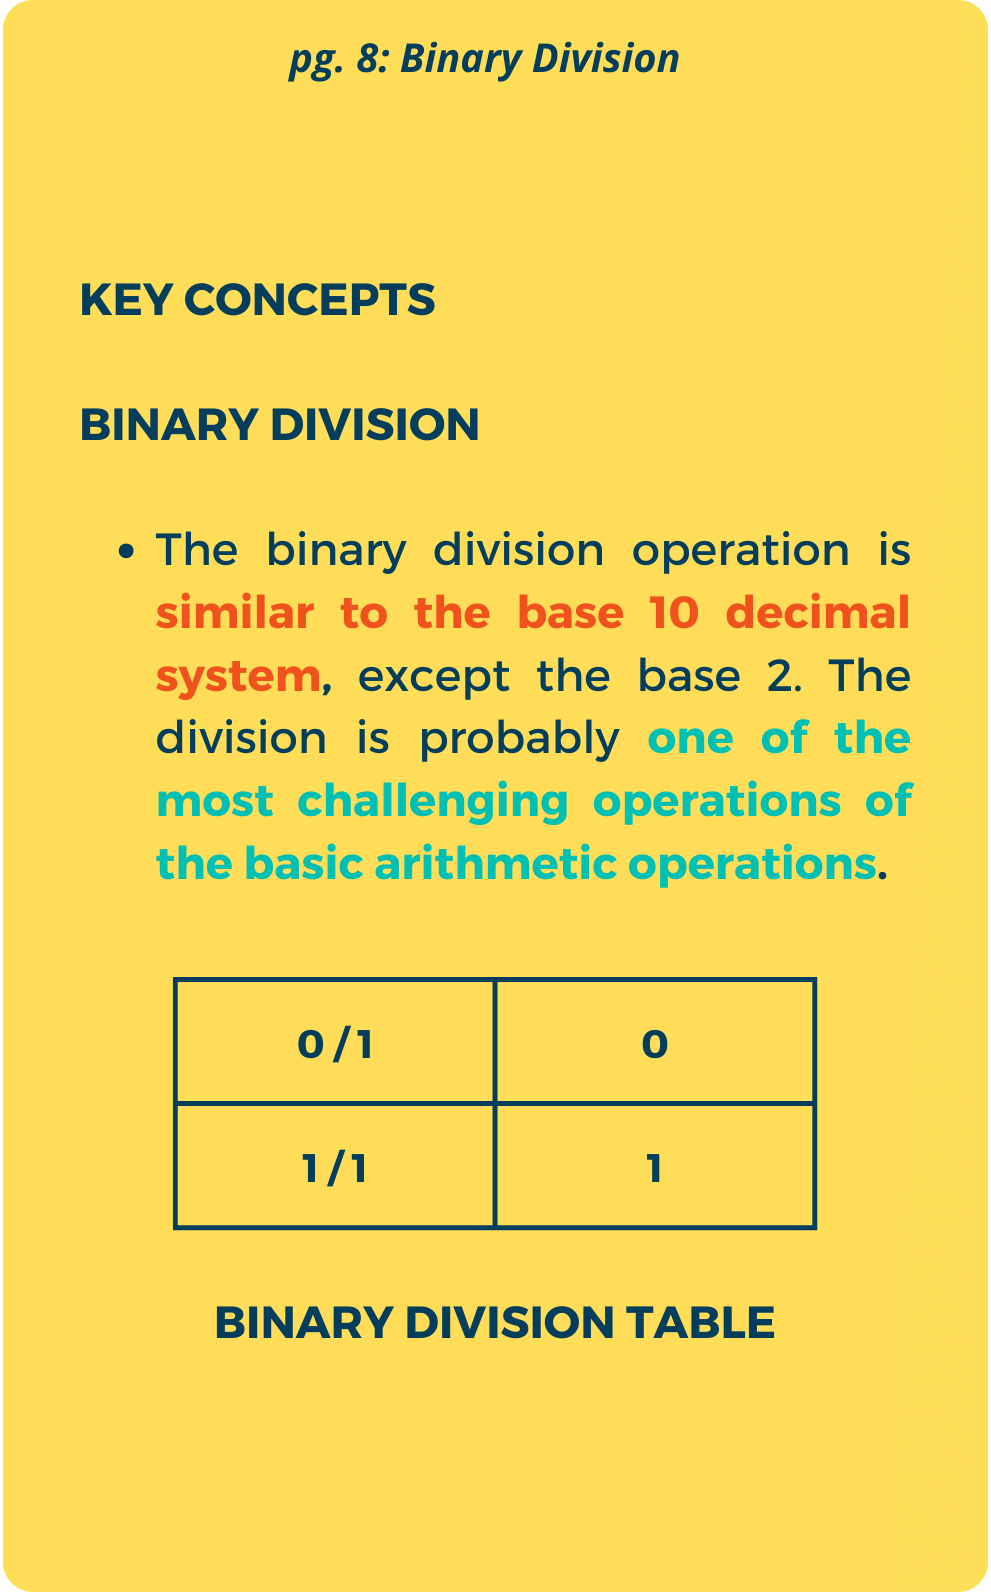 pg. 8: Binary Division
KEY CONCEPTS
BINARY DIVISION
• The binary division operation is
similar to the base 10 decimal
system, except the base 2. The
division is probably one of the
most challenging operations of
the basic arithmetic operations.
0 / 1 0
1 / 1 1
BINARY DIVISION TABLE